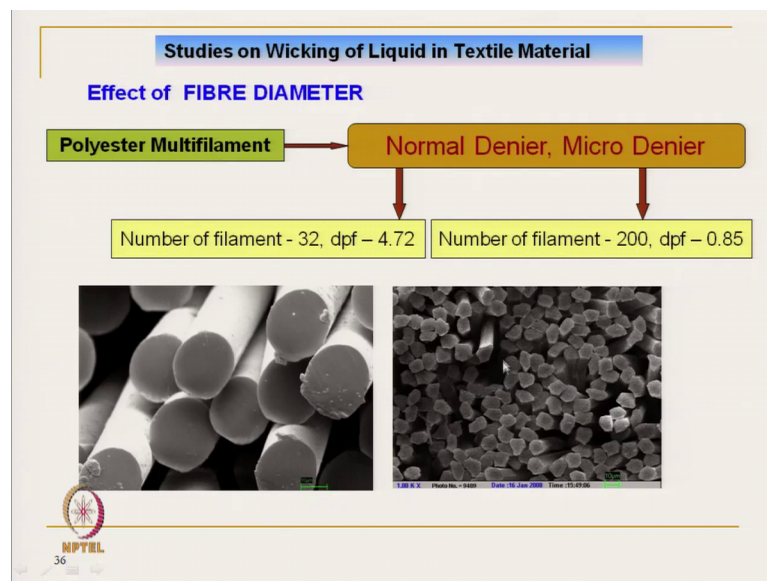 Studies on Wicking of Liquid in Textile Material
Effect of FIBRE DIAMETER
Polyester Multifilament
Normal Denier, Micro Denier
Number of filament - 32, dpf – 4.72
Number of filament - 200, dpf – 0.85
1.00 K X Photo No. = 9489 Date :16 Jan 2008 Time :15:49:06
NPTEL
36